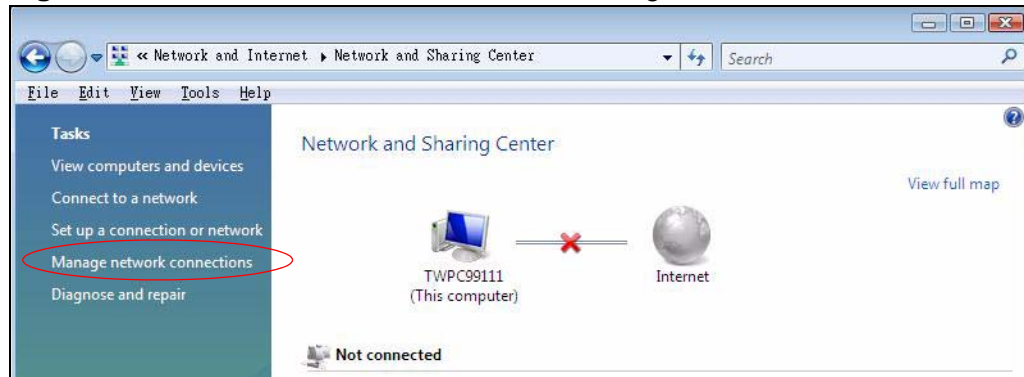 « Network and Internet ▸ Network and Sharing Center
Search
File Edit View Tools Help
Tasks
View computers and devices
Connect to a network
Set up a connection or network
Manage network connections
Diagnose and repair
Network and Sharing Center
View full map
TWPC99111
(This computer)
Internet
Not connected